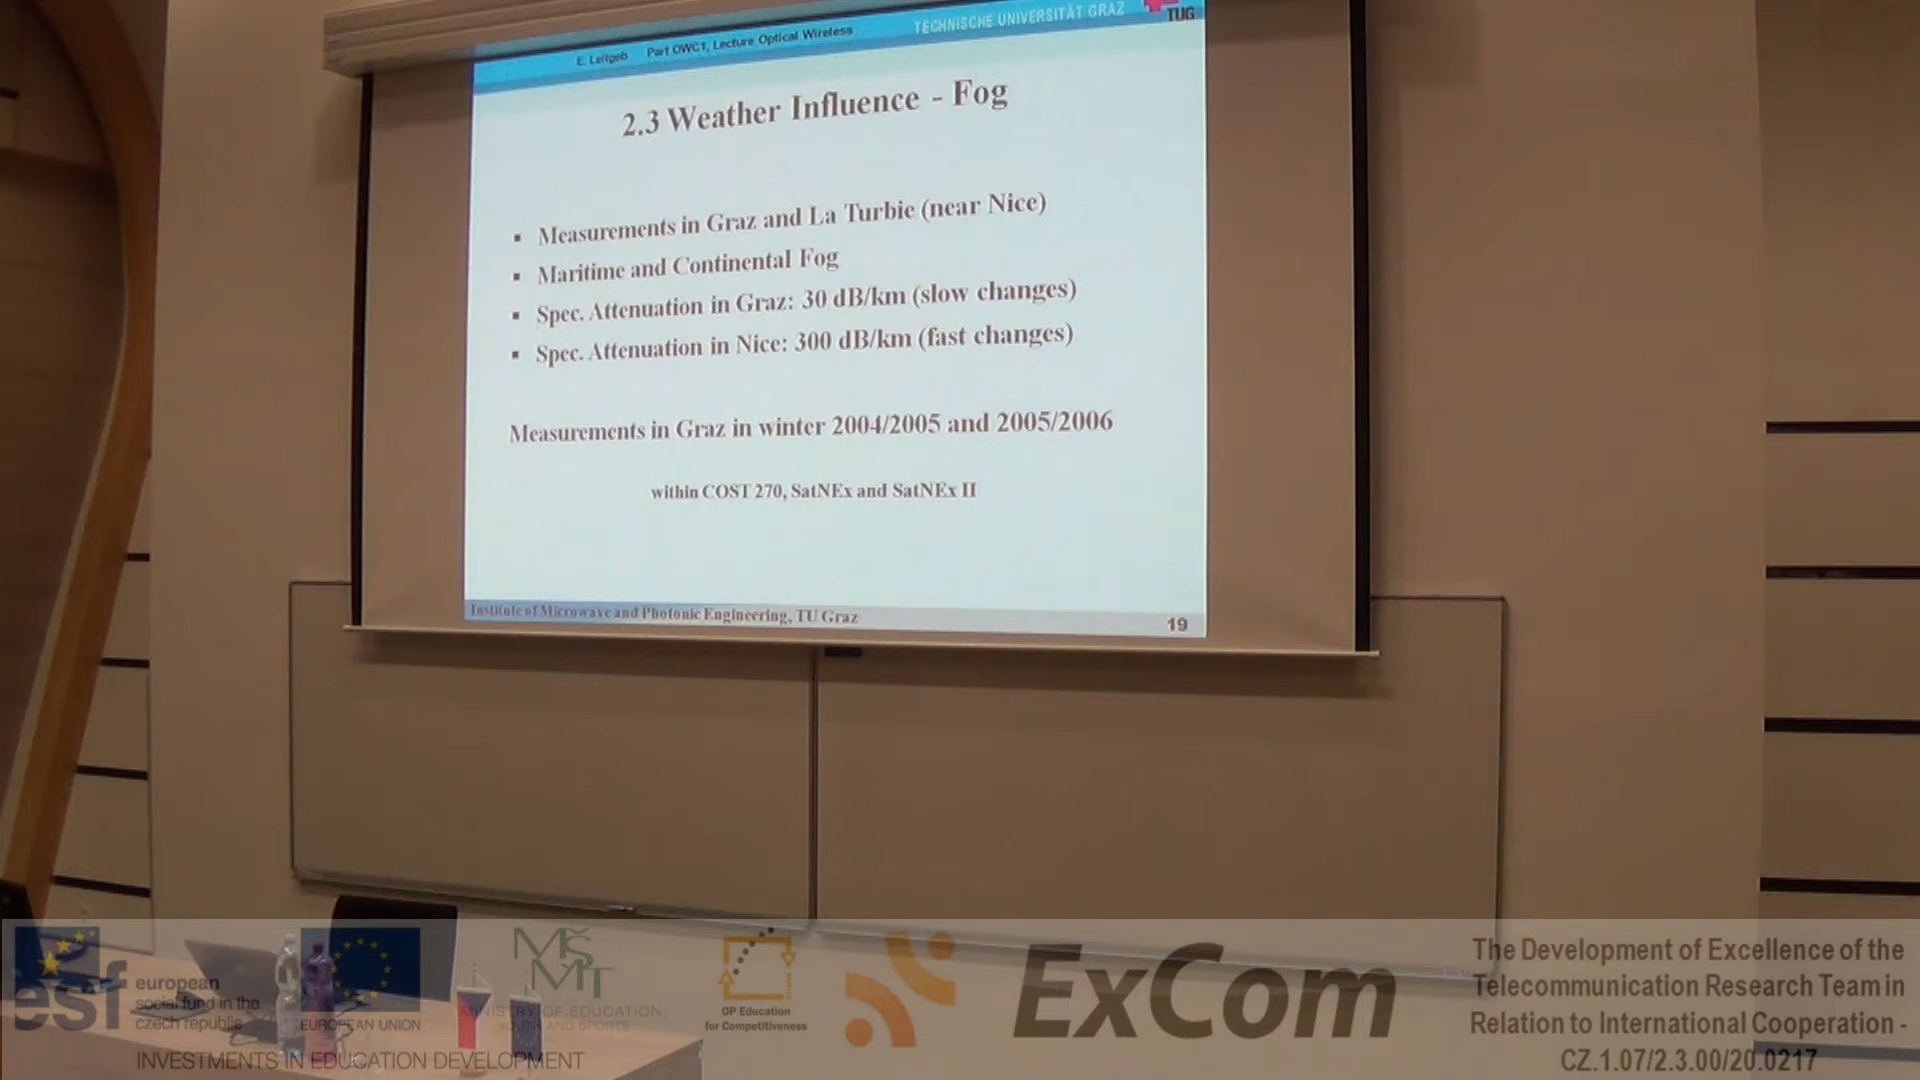 E. Leitgeb Part OWC1, Lecture Optical Wireless
TECHNISCHE UNIVERSITÄT GRAZ
TUG
2.3 Weather Influence - Fog
▪ Measurements in Graz and La Turbie (near Nice)
▪ Maritime and Continental Fog
▪ Spec. Attenuation in Graz: 30 dB/km (slow changes)
▪ Spec. Attenuation in Nice: 300 dB/km (fast changes)
Measurements in Graz in winter 2004/2005 and 2005/2006
within COST 270, SatNEx and SatNEx II
Institute of Microwave and Photonic Engineering, TU Graz
19
esf
european
social fund in the
czech republic
EUROPEAN UNION
MŠMT
MINISTRY OF EDUCATION,
YOUTH AND SPORTS
OP Education
for Competitiveness
INVESTMENTS IN EDUCATION DEVELOPMENT
ExCom
The Development of Excellence of the
Telecommunication Research Team in
Relation to International Cooperation -
CZ.1.07/2.3.00/20.0217